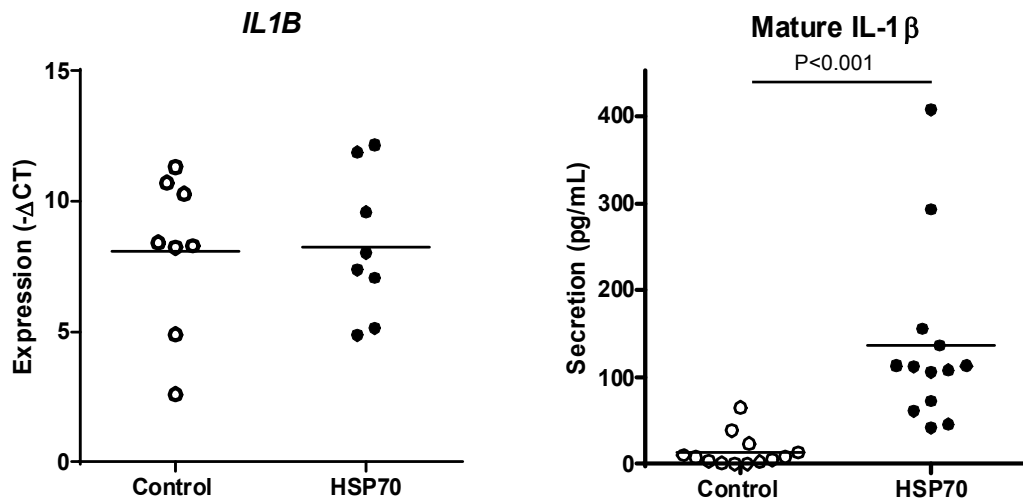 IL1B
Expression (-ΔCT)
15
10
5
0
Control
HSP70
Mature IL-1β
P<0.001
Secretion (pg/mL)
400
300
200
100
0
Control
HSP70